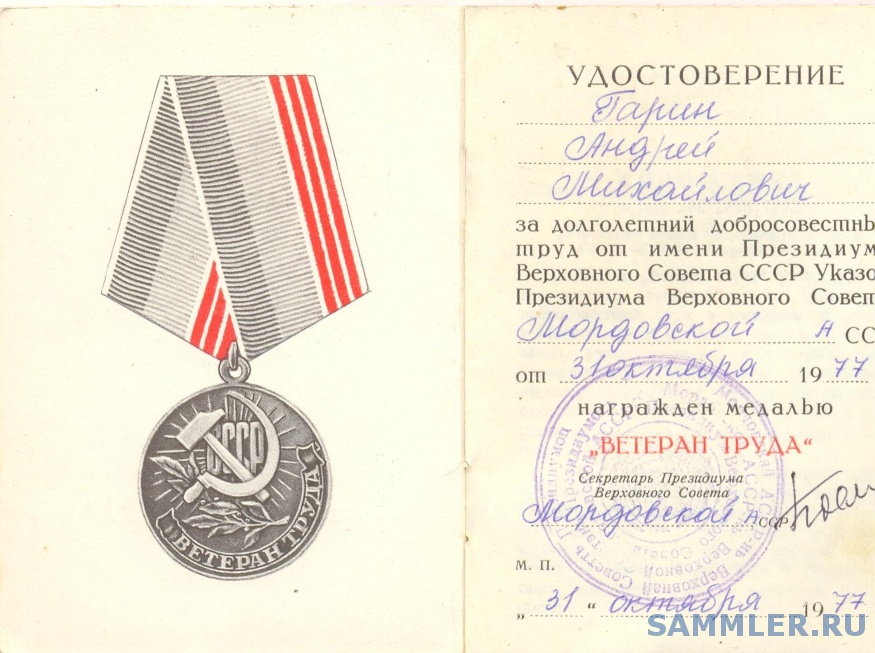 СССР
ВЕТЕРАН ТРУДА
УДОСТОВЕРЕНИЕ
Гарин
Андрей
Михайлович
за долголетний добросовестнь
труд от имени Президиум
Верховного Совета СССР Указо
Президиума Верховного Совет
Мордовской А СС
от 31 октября 1977
награжден медалью
„ВЕТЕРАН ТРУДА“
Секретарь Президиума
Верховного Совета
Мордовской А ССР
М. П.
„31“ октября 1977
SAMMLER.RU